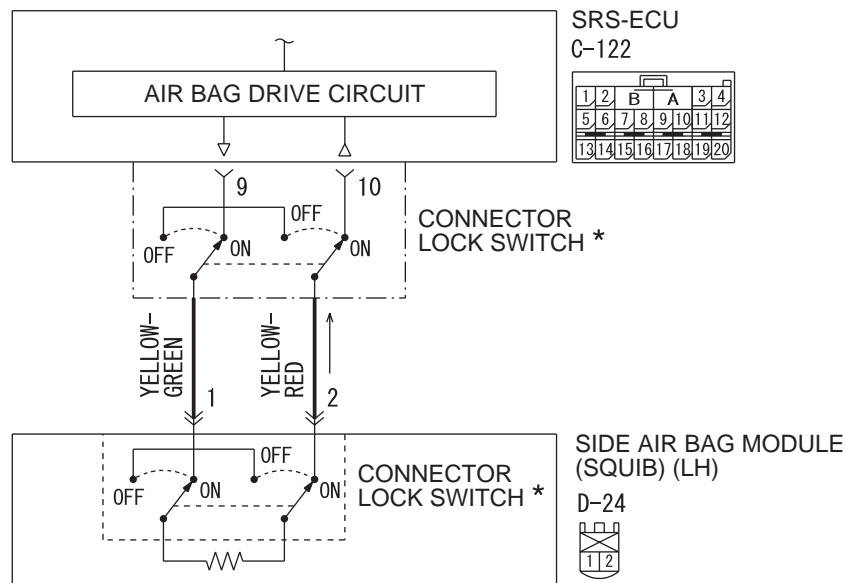 SRS-ECU
C-122
AIR BAG DRIVE CIRCUIT
1 2 B A 3 4
5 6 7 8 9 10 11 12
13 14 15 16 17 18 19 20
9 10
OFF
OFF ON ON
CONNECTOR
LOCK SWITCH *
YELLOW-
GREEN
YELLOW-
RED
1 2
OFF
OFF ON ON
CONNECTOR
LOCK SWITCH *
SIDE AIR BAG MODULE
(SQUIB) (LH)
D-24
1 2